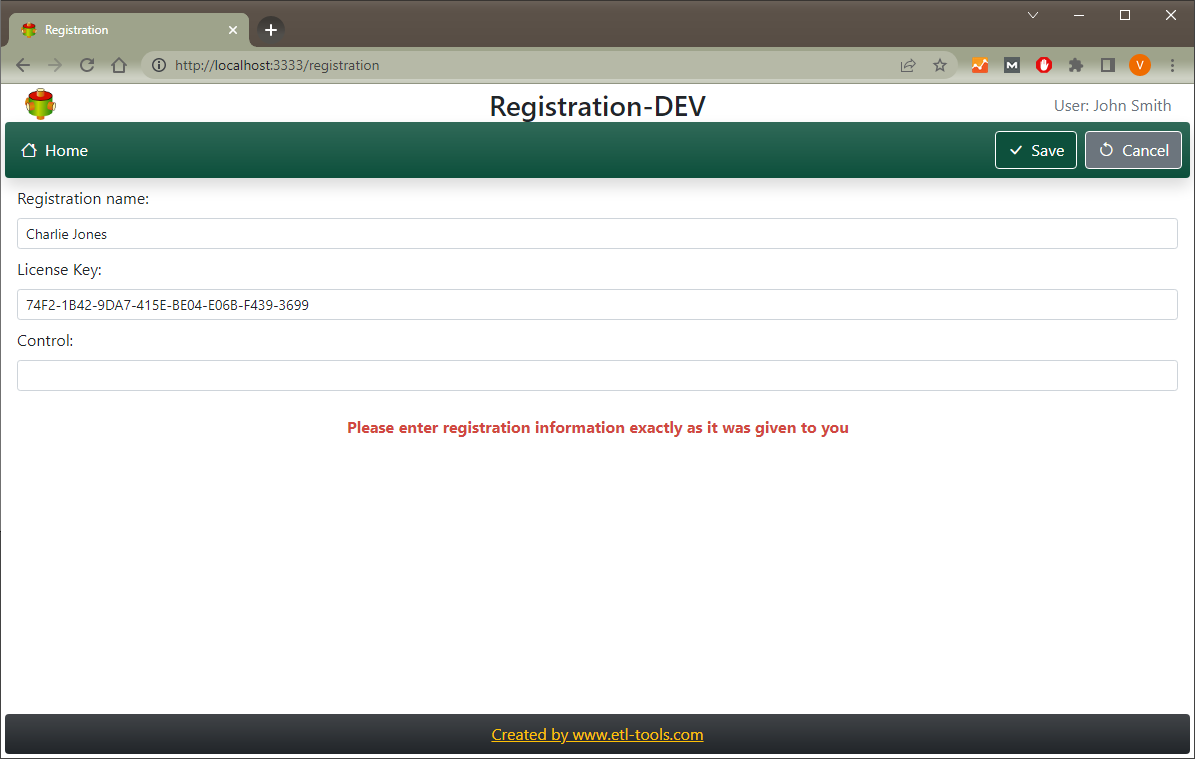 Registration
http://localhost:3333/registration
V
Registration-DEV
User: John Smith
Home
Save
Cancel
Registration name:
Charlie Jones
License Key:
74F2-1B42-9DA7-415E-BE04-E06B-F439-3699
Control:
Please enter registration information exactly as it was given to you
Created by www.etl-tools.com